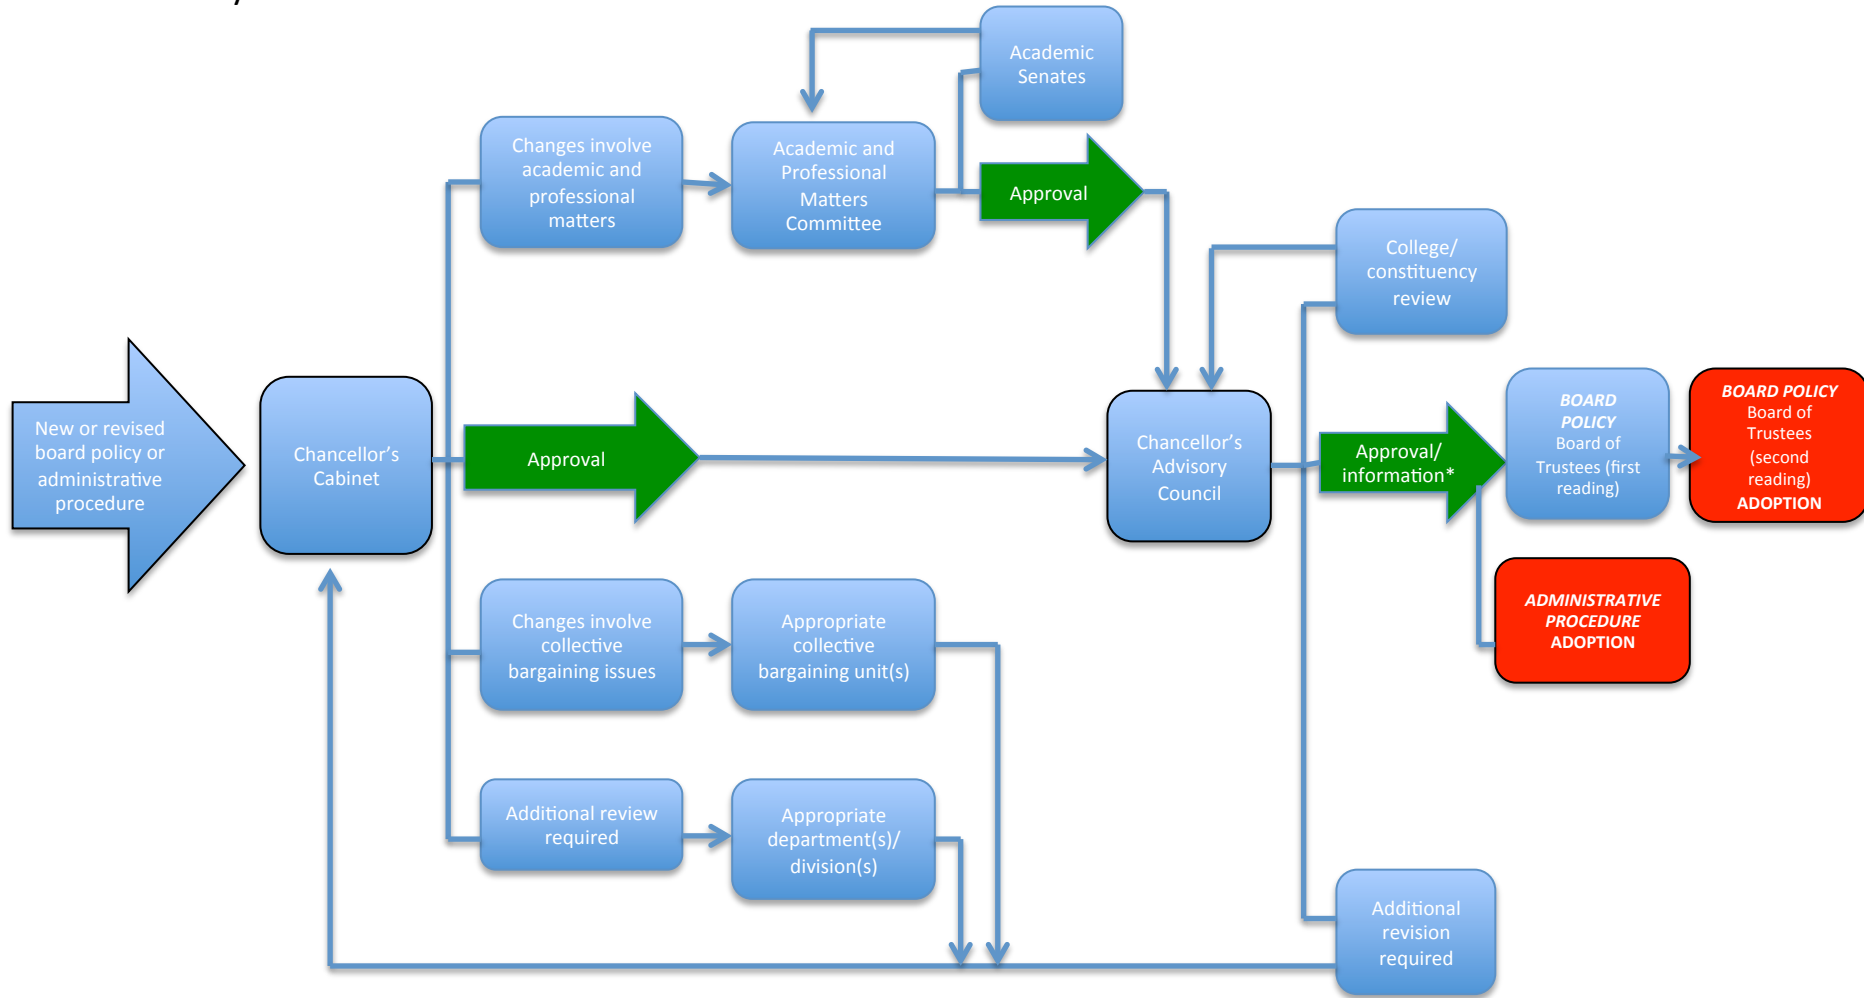 Academic
Senates
Changes involve
academic and
professional
matters
Academic and
Professional
Matters
Committee
Approval
College/
constituency
review
New or revised
board policy or
administrative
procedure
Chancellor’s
Cabinet
Approval
Chancellor’s
Advisory
Council
Approval/
information*
BOARD
POLICY
Board of
Trustees (first
reading)
BOARD POLICY
Board of
Trustees
(second
reading)
ADOPTION
ADMINISTRATIVE
PROCEDURE
ADOPTION
Changes involve
collective
bargaining issues
Appropriate
collective
bargaining unit(s)
Additional review
required
Appropriate
department(s)/
division(s)
Additional
revision
required